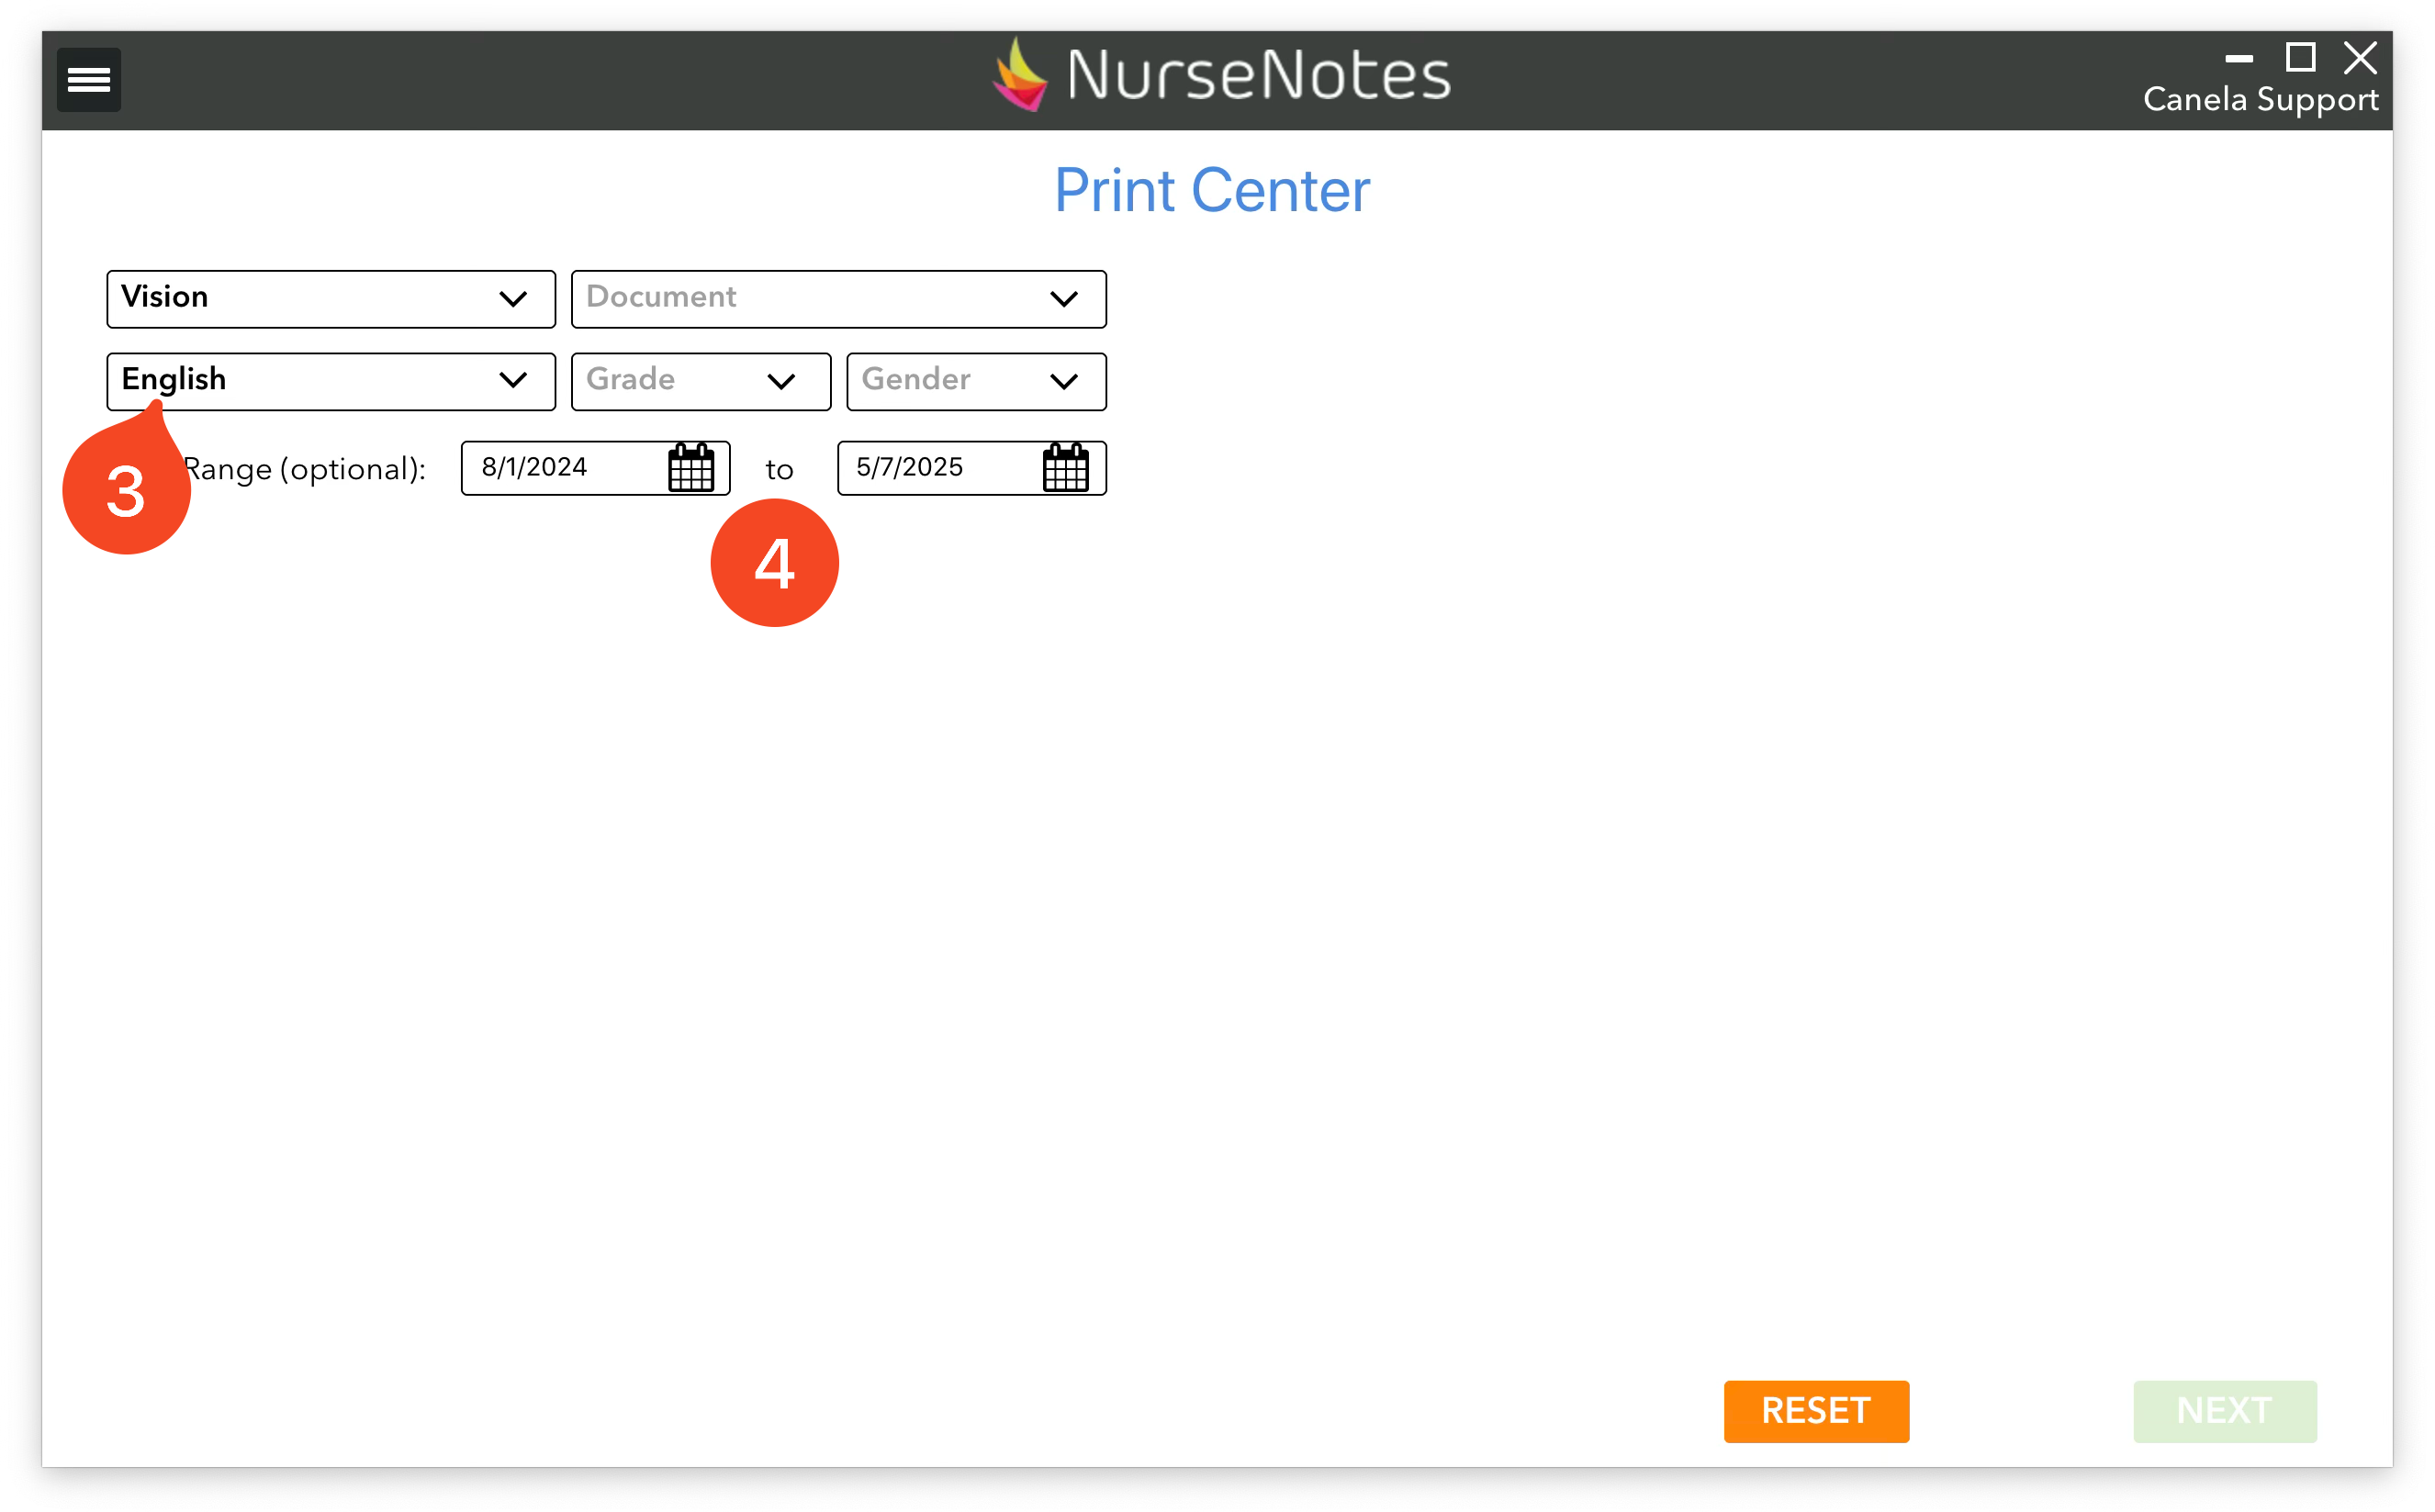 NurseNotes
Canela Support
Print Center
Vision Document
English Grade Gender
3 Range (optional): 8/1/2024 to 5/7/2025
4
RESET NEXT